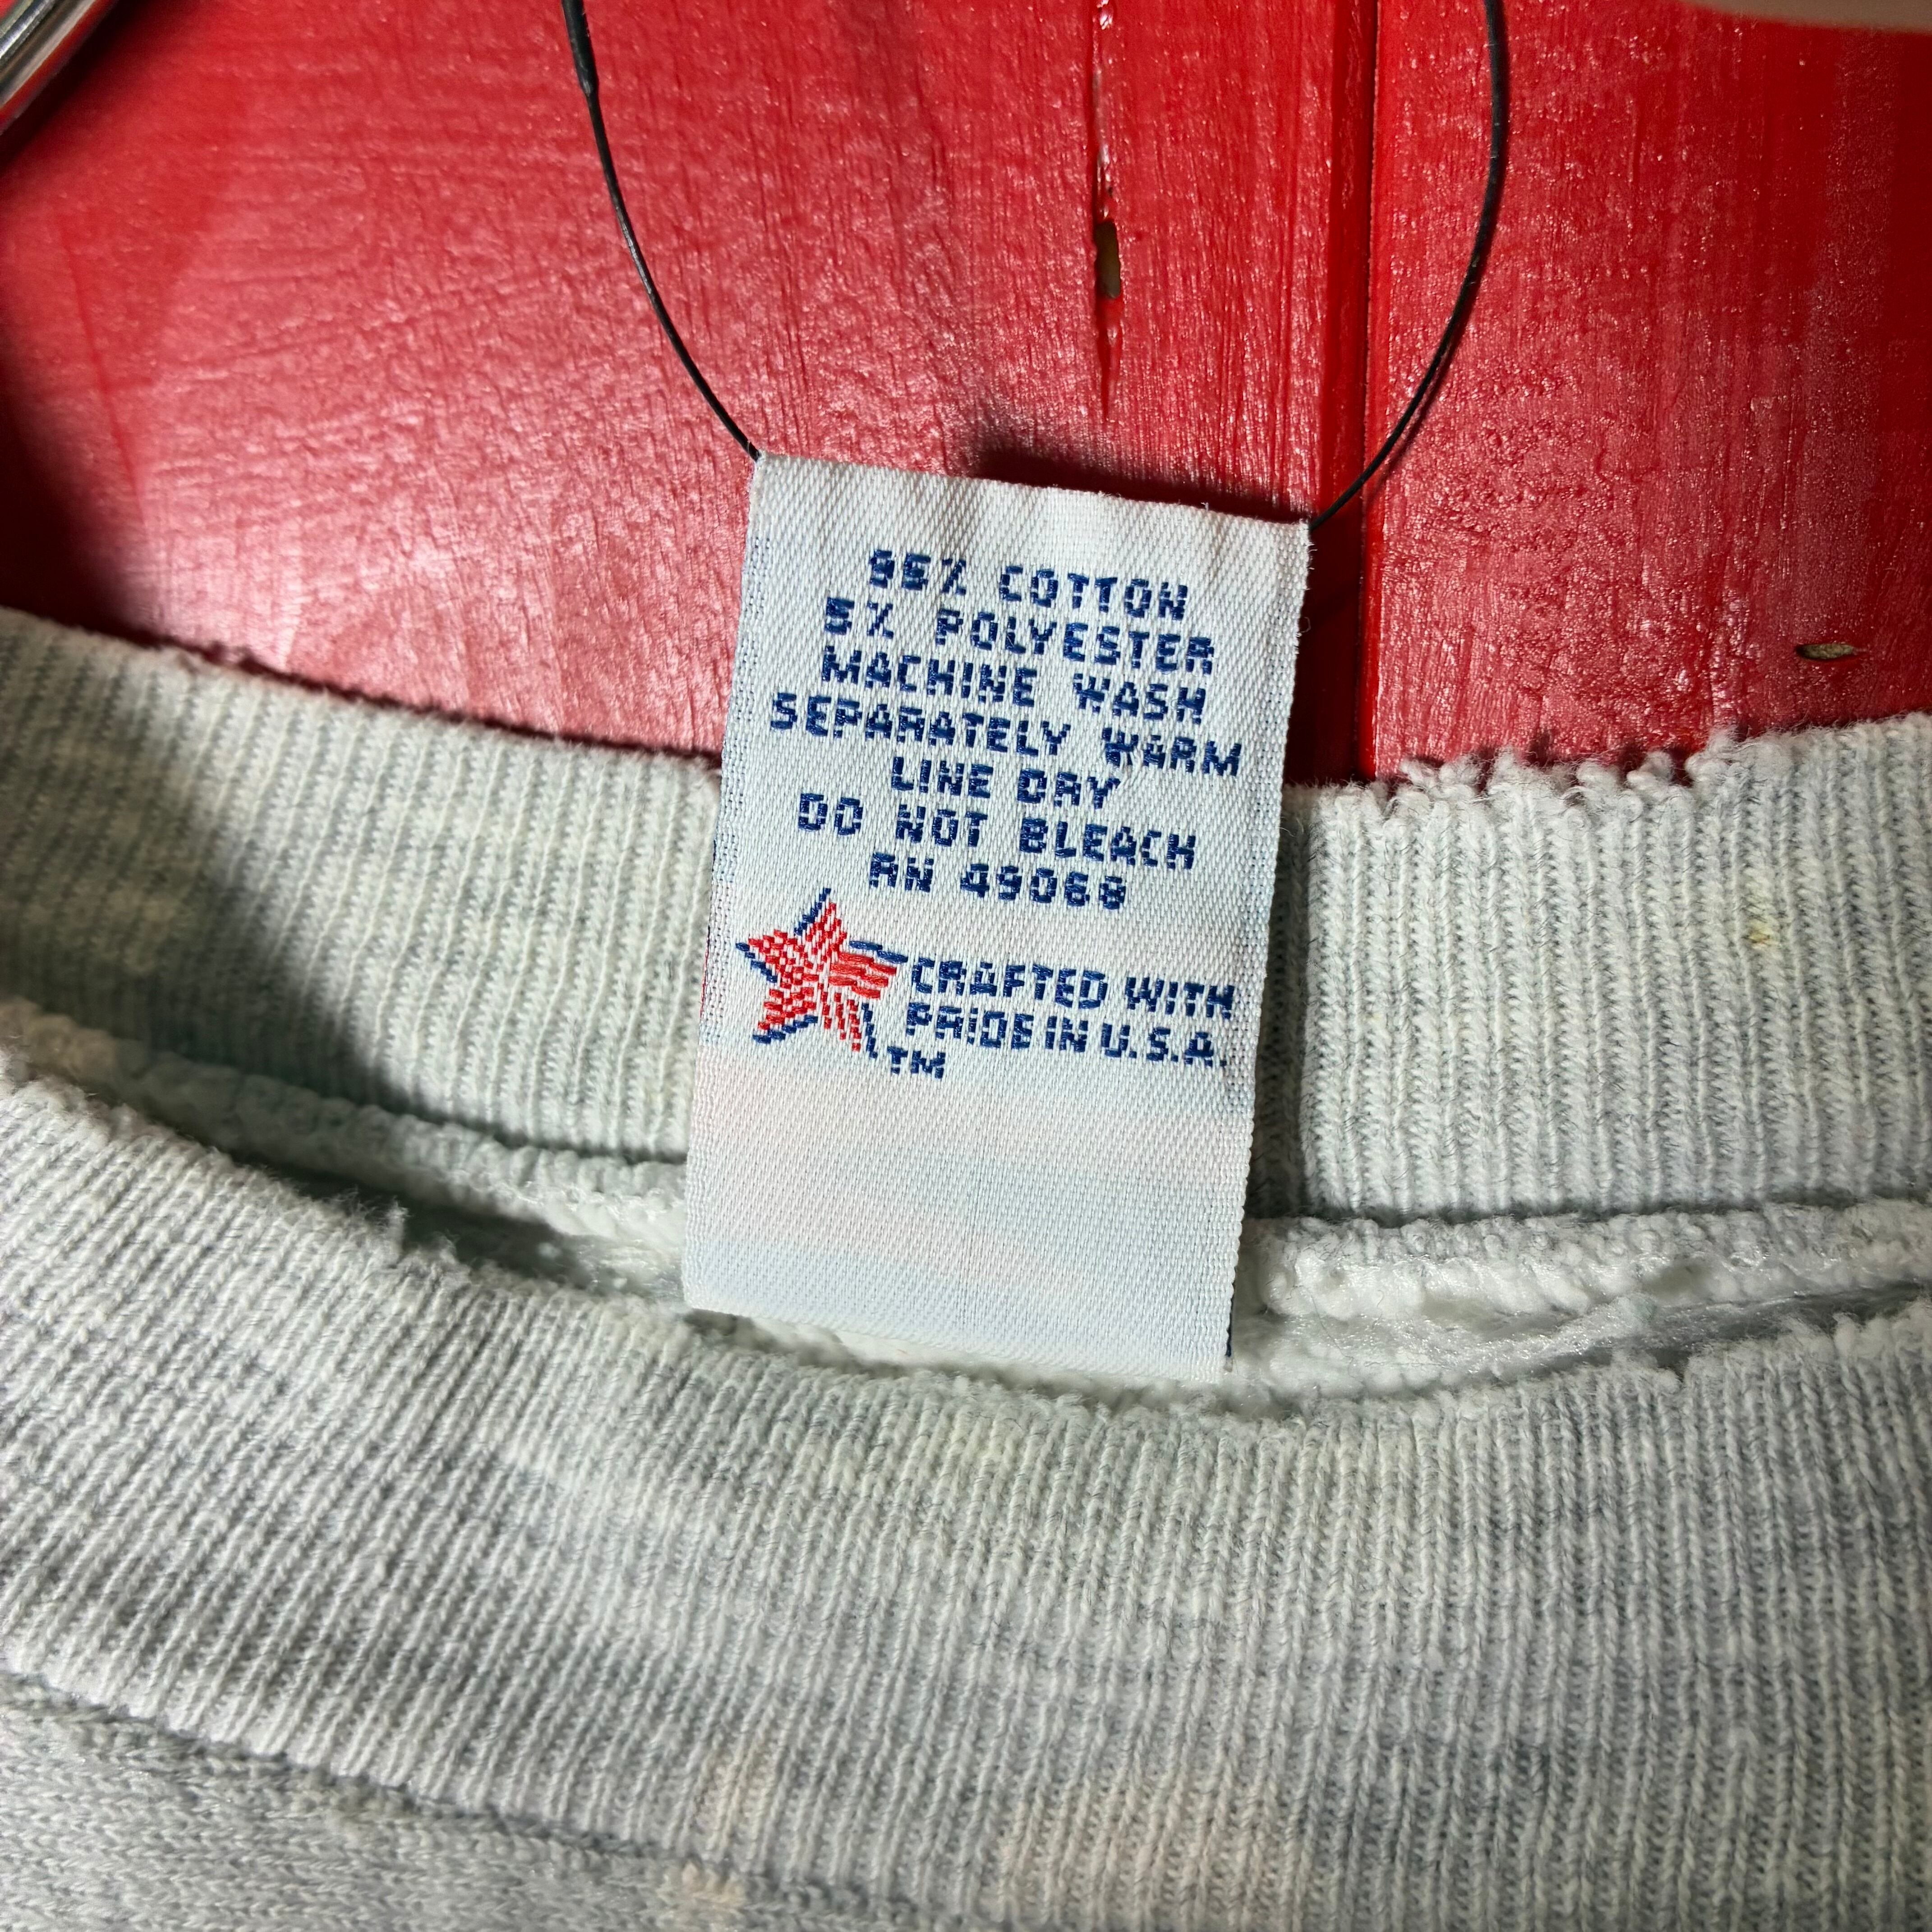 95% COTTON
5% POLYESTER
MACHINE WASH
SEPARATELY WARM
LINE DRY
DO NOT BLEACH
RN 49068
CRAFTED WITH
PRIDE IN U.S.A.
TM